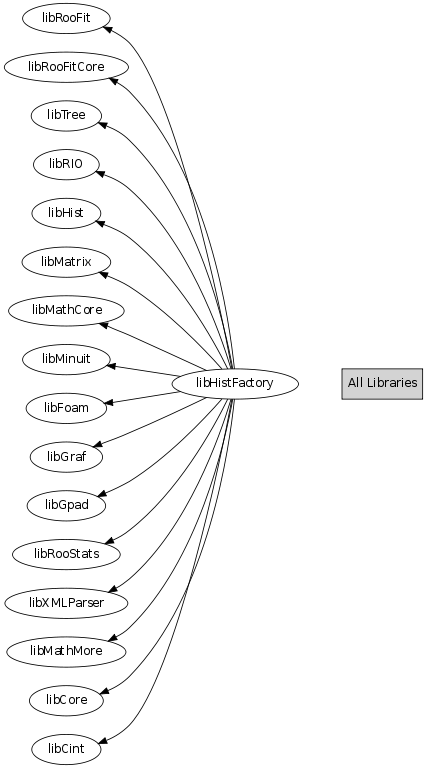 libRooFit
libRooFitCore
libTree
libRIO
libHist
libMatrix
libMathCore
libMinuit
libHistFactory
All Libraries
libFoam
libGraf
libGpad
libRooStats
libXMLParser
libMathMore
libCore
libCint